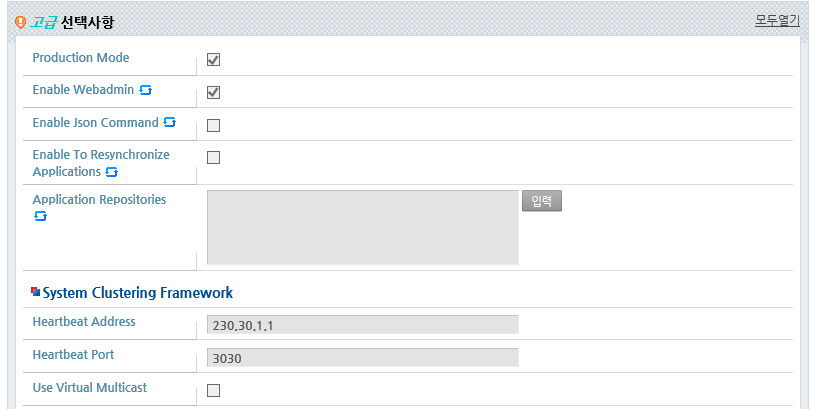 고급 선택사항
모두열기
Production Mode
Enable Webadmin
Enable Json Command
Enable To Resynchronize
Applications
Application Repositories
입력
System Clustering Framework
Heartbeat Address
230.30.1.1
Heartbeat Port
3030
Use Virtual Multicast